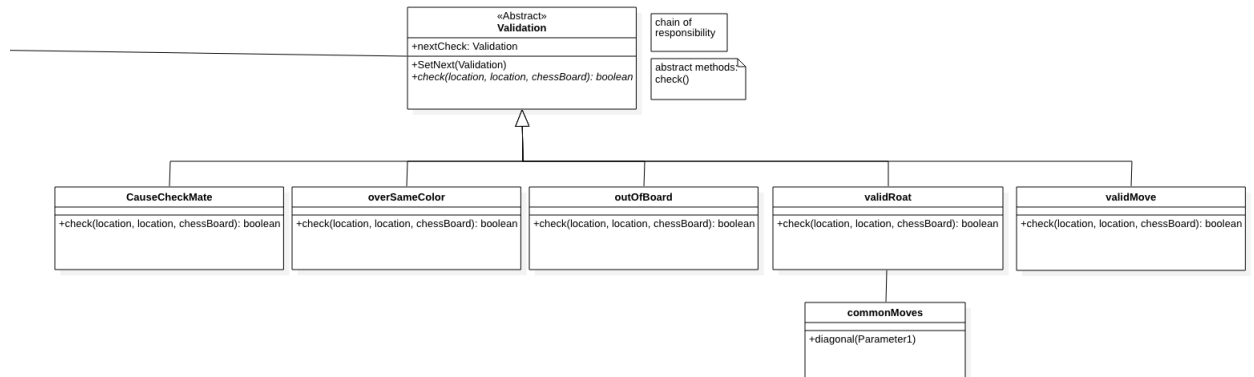 «Abstract»
Validation
+nextCheck: Validation
+SetNext(Validation)
+check(location, location, chessBoard): boolean
chain of
responsibility
abstract methods:
check()
CauseCheckMate
+check(location, location, chessBoard): boolean
overSameColor
+check(location, location, chessBoard): boolean
outOfBoard
+check(location, location, chessBoard): boolean
validRoat
+check(location, location, chessBoard): boolean
validMove
+check(location, location, chessBoard): boolean
commonMoves
+diagonal(Parameter1)